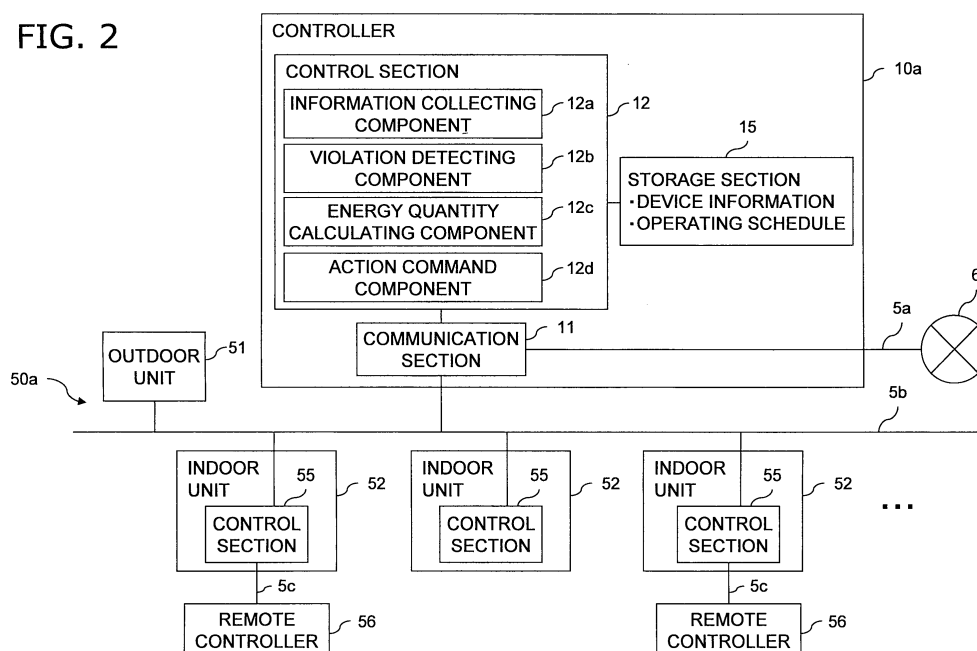 FIG. 2
CONTROLLER
10a
CONTROL SECTION
12
INFORMATION COLLECTING
COMPONENT
12a
VIOLATION DETECTING
COMPONENT
12b
ENERGY QUANTITY
CALCULATING COMPONENT
12c
ACTION COMMAND
COMPONENT
12d
15
STORAGE SECTION
・DEVICE INFORMATION
・OPERATING SCHEDULE
COMMUNICATION
SECTION
11
5a
6
OUTDOOR
UNIT
51
50a
5b
INDOOR
UNIT
55
52
CONTROL
SECTION
INDOOR
UNIT
55
52
CONTROL
SECTION
INDOOR
UNIT
55
52
CONTROL
SECTION
...
5c
REMOTE
CONTROLLER
56
5c
REMOTE
CONTROLLER
56